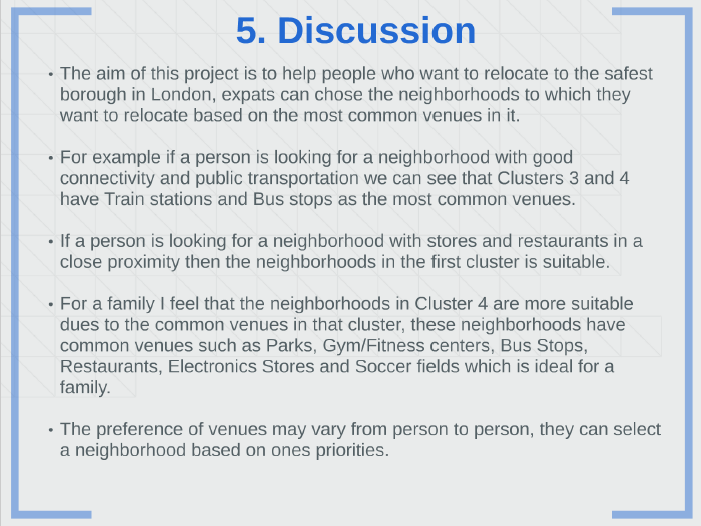 5. Discussion
• The aim of this project is to help people who want to relocate to the safest
borough in London, expats can chose the neighborhoods to which they
want to relocate based on the most common venues in it.
• For example if a person is looking for a neighborhood with good
connectivity and public transportation we can see that Clusters 3 and 4
have Train stations and Bus stops as the most common venues.
• If a person is looking for a neighborhood with stores and restaurants in a
close proximity then the neighborhoods in the first cluster is suitable.
• For a family I feel that the neighborhoods in Cluster 4 are more suitable
dues to the common venues in that cluster, these neighborhoods have
common venues such as Parks, Gym/Fitness centers, Bus Stops,
Restaurants, Electronics Stores and Soccer fields which is ideal for a
family.
• The preference of venues may vary from person to person, they can select
a neighborhood based on ones priorities.